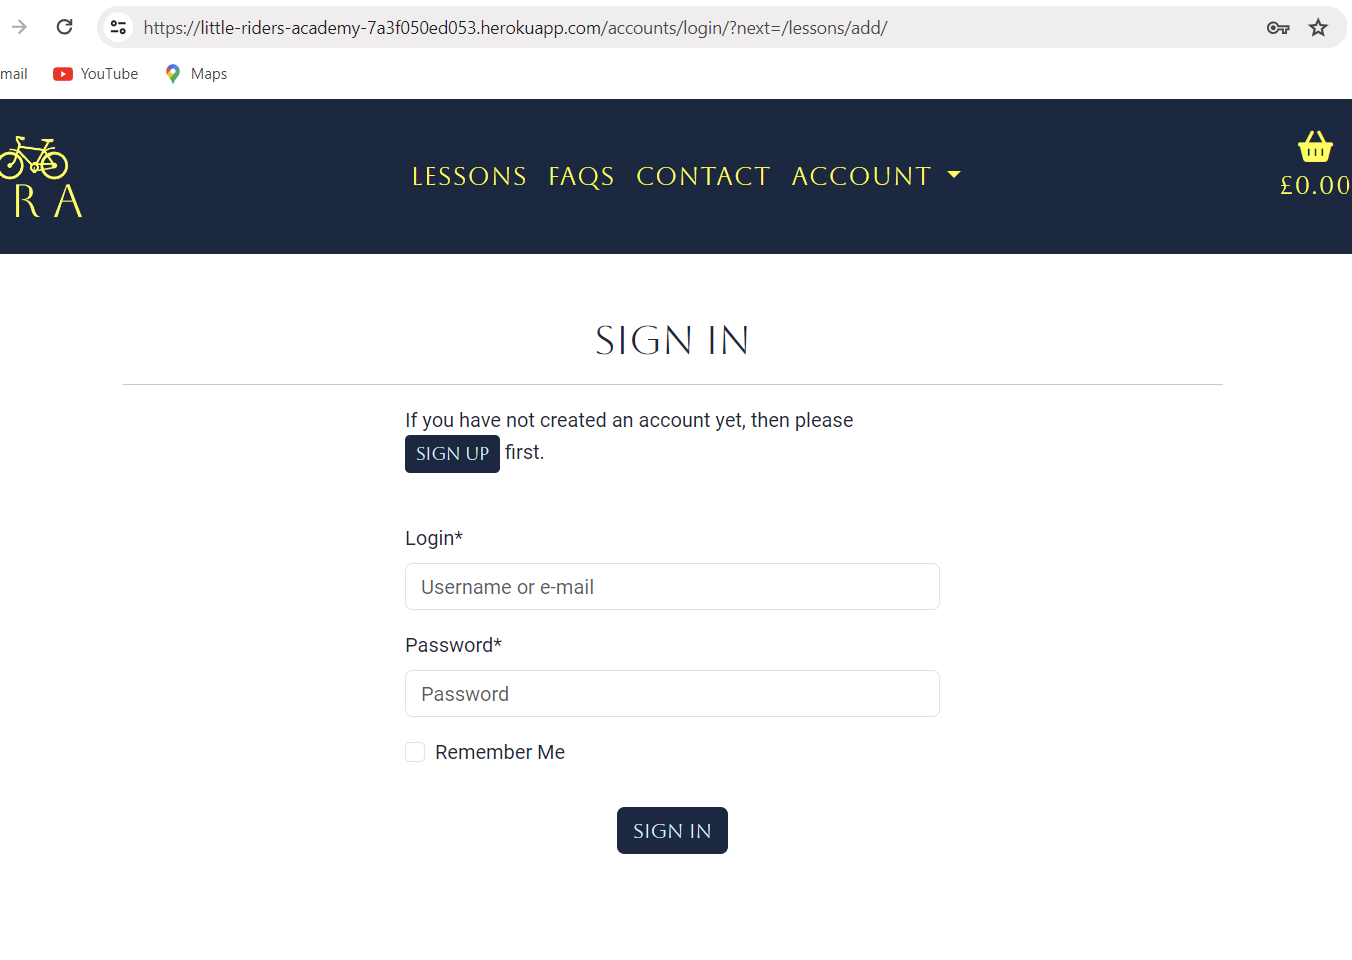 https://little-riders-academy-7a3f050ed053.herokuapp.com/accounts/login/?next=/lessons/add/
mail YouTube Maps
R A
LESSONS FAQS CONTACT ACCOUNT
£0.00
SIGN IN
If you have not created an account yet, then please
SIGN UP first.
Login*
Username or e-mail
Password*
Password
Remember Me
SIGN IN